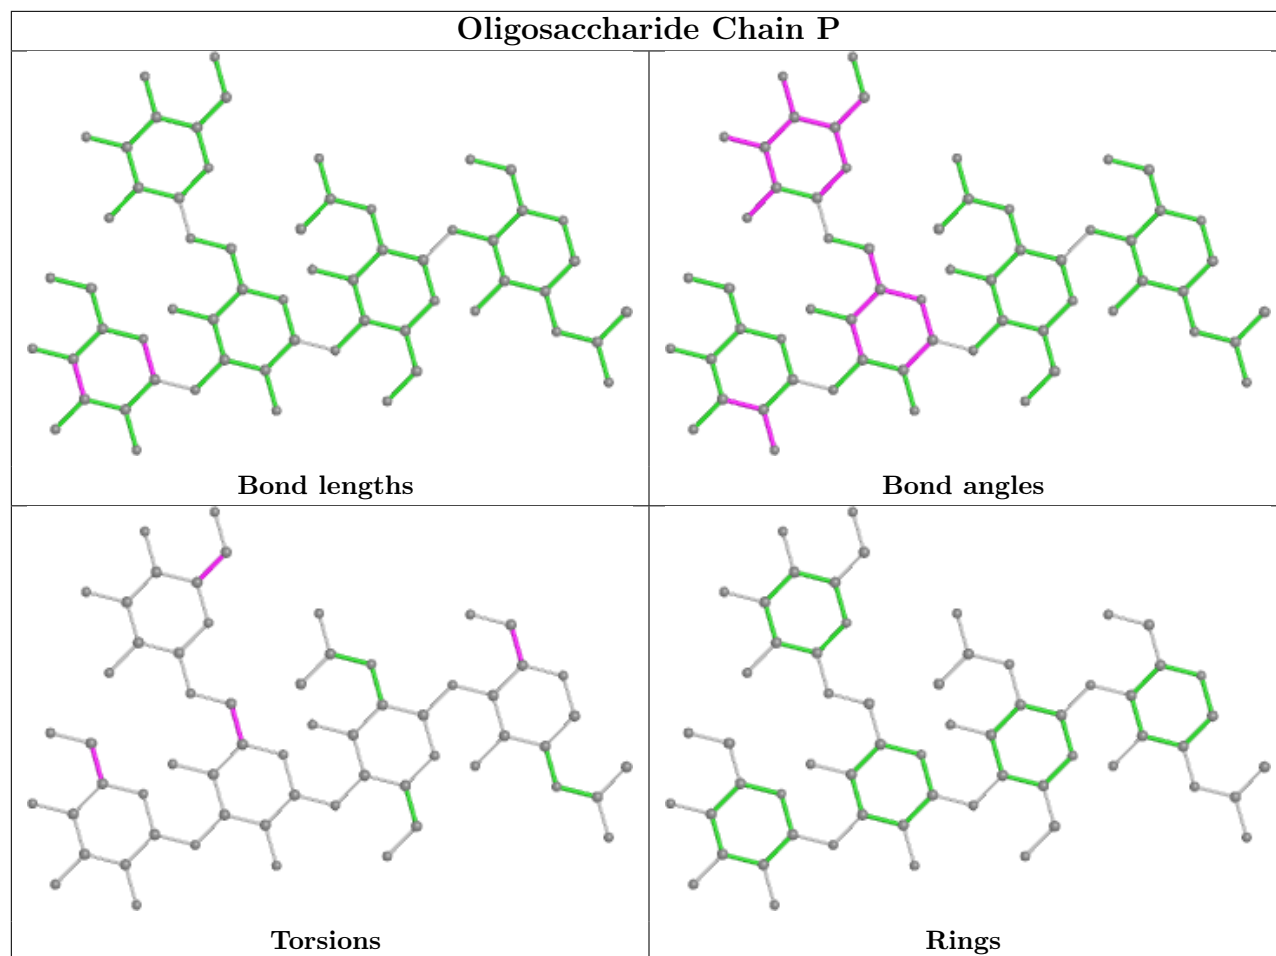 Oligosaccharide Chain P
Bond lengths
Bond angles
Torsions
Rings